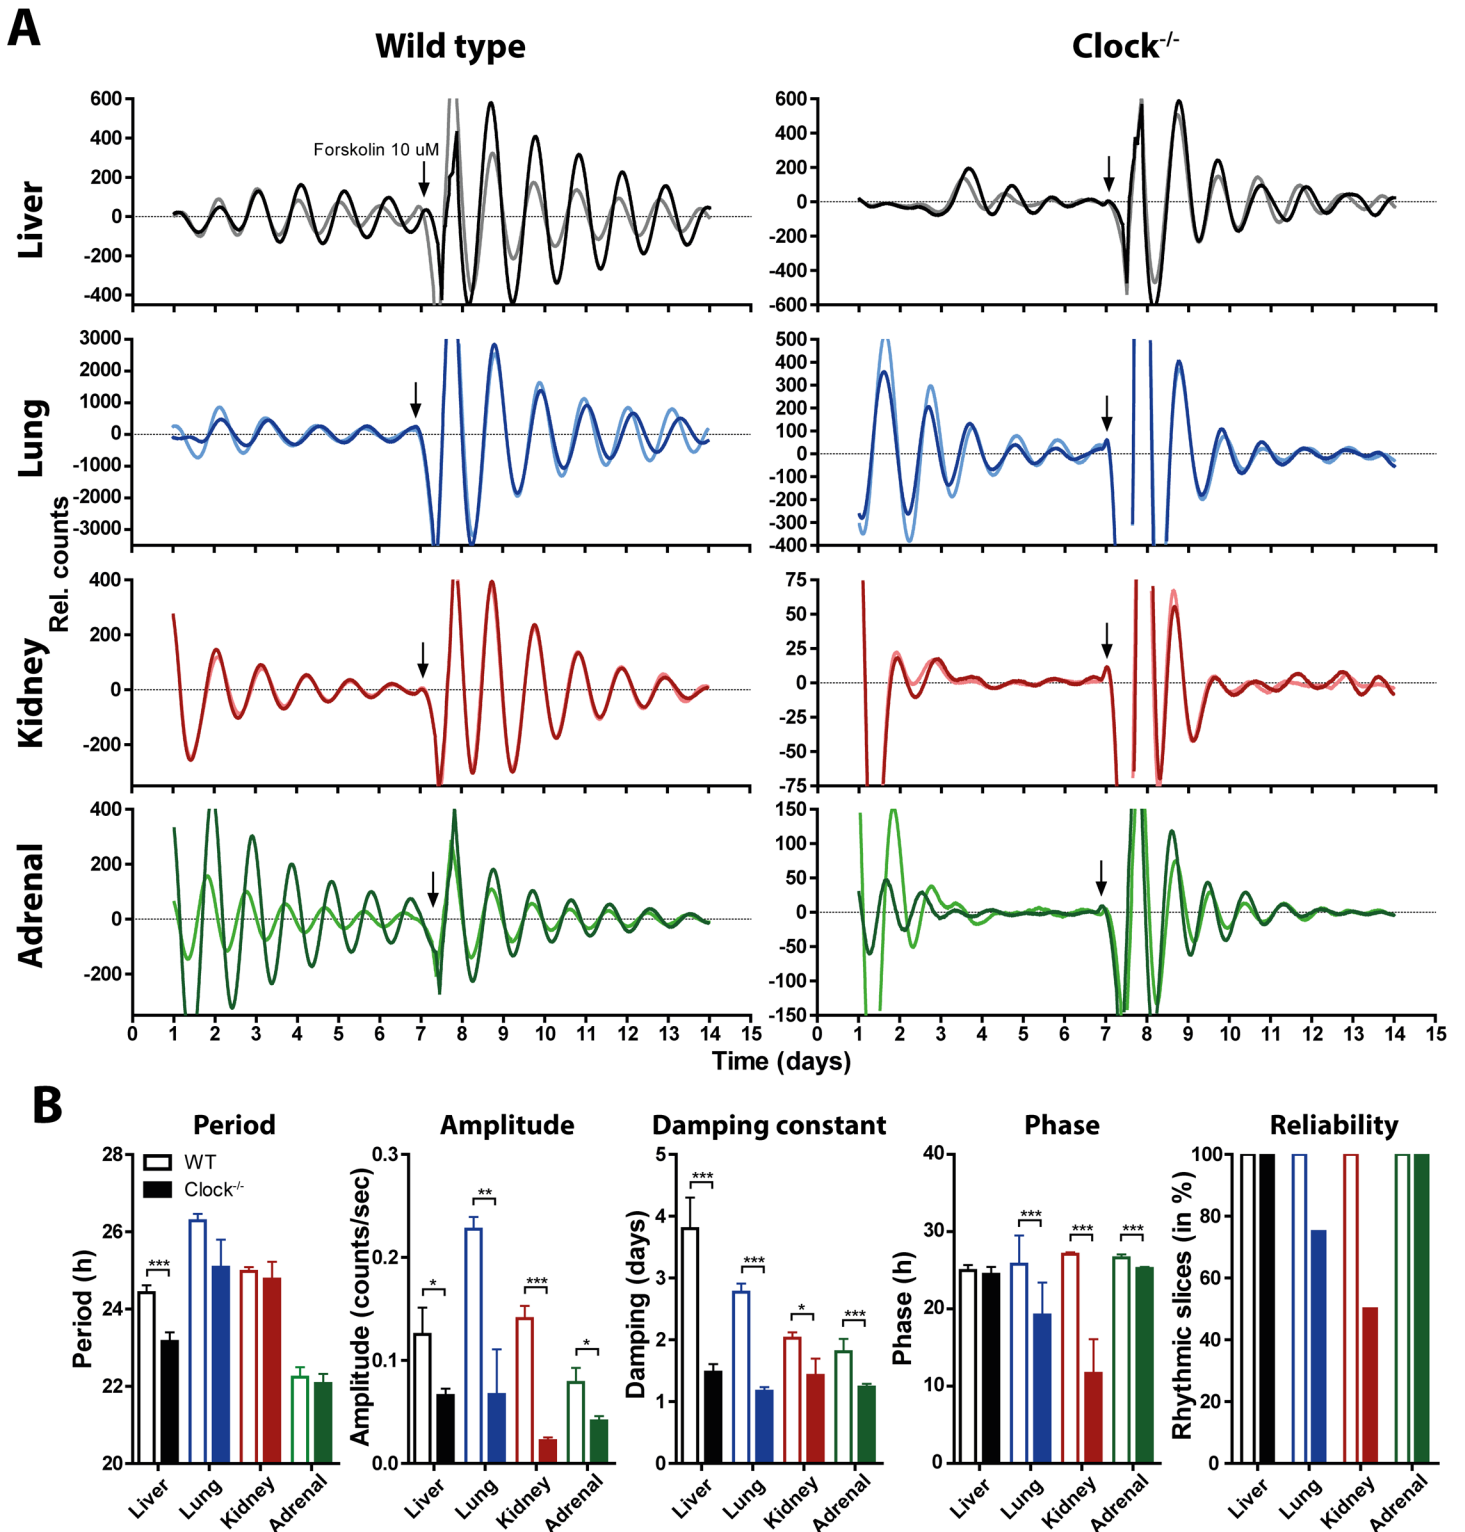 A
Wild type
Clock-/-
Liver
600
400
200
0
-200
-400
Forskolin 10 uM
600
400
200
0
-200
-400
-600
Lung
3000
2000
1000
0
-1000
-2000
-3000
500
400
300
200
100
0
-100
-200
-300
-400
Rel. counts
Kidney
400
200
0
-200
75
50
25
0
-25
-50
-75
Adrenal
400
200
0
-200
150
100
50
0
-50
-100
-150
0 1 2 3 4 5 6 7 8 9 10 11 12 13 14 15
0 1 2 3 4 5 6 7 8 9 10 11 12 13 14 15
Time (days)
B
Period
WT
Clock-/-
Period (h)
28
26
24
22
20
***
Liver Lung Kidney Adrenal
Amplitude
Amplitude (counts/sec)
0.3
0.2
0.1
0.0
* ** *** *
Liver Lung Kidney Adrenal
Damping constant
Damping (days)
5
4
3
2
1
0
*** *** * ***
Liver Lung Kidney Adrenal
Phase
Phase (h)
40
30
20
10
0
*** *** ***
Liver Lung Kidney Adrenal
Reliability
Rhythmic slices (in %)
100
80
60
40
20
0
Liver Lung Kidney Adrenal